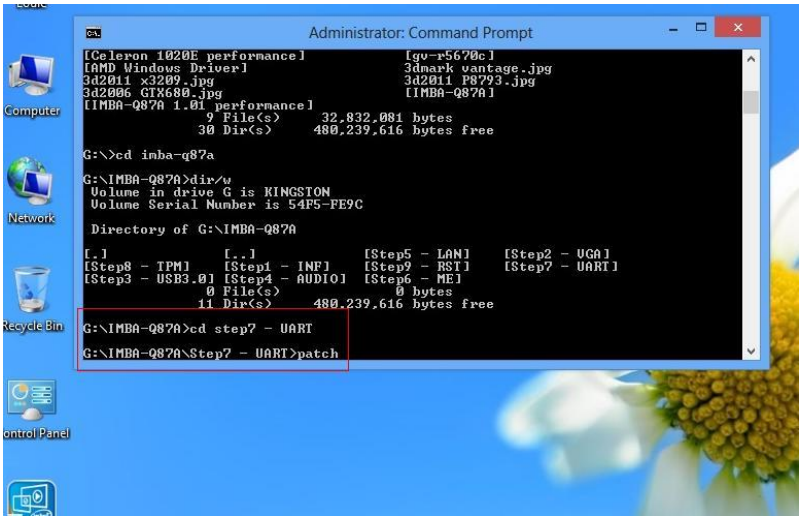 Administrator: Command Prompt
[Celeron 1020E performance] [gv-r5670c]
[AMD Windows Driver] 3dmark vantage.jpg
3d2011 x3209.jpg 3d2011 P8793.jpg
3d2006 GTX680.jpg [IMBA-Q87A]
[IMBA-Q87A 1.01 performance]
9 File(s) 32,832,081 bytes
30 Dir(s) 480,239,616 bytes free
G:\>cd imba-q87a
G:\IMBA-Q87A>dir/w
Volume in drive G is KINGSTON
Volume Serial Number is 54F5-FE9C
Directory of G:\IMBA-Q87A
[.] [..] [Step5 - LAN] [Step2 - VGA]
[Step8 - TPM] [Step1 - INF] [Step9 - RST] [Step7 - UART]
[Step3 - USB3.0] [Step4 - AUDIO] [Step6 - ME]
0 File(s) 0 bytes
11 Dir(s) 480,239,616 bytes free
G:\IMBA-Q87A>cd step7 - UART
G:\IMBA-Q87A\Step7 - UART>patch
Computer
Network
Recycle Bin
ontrol Panel